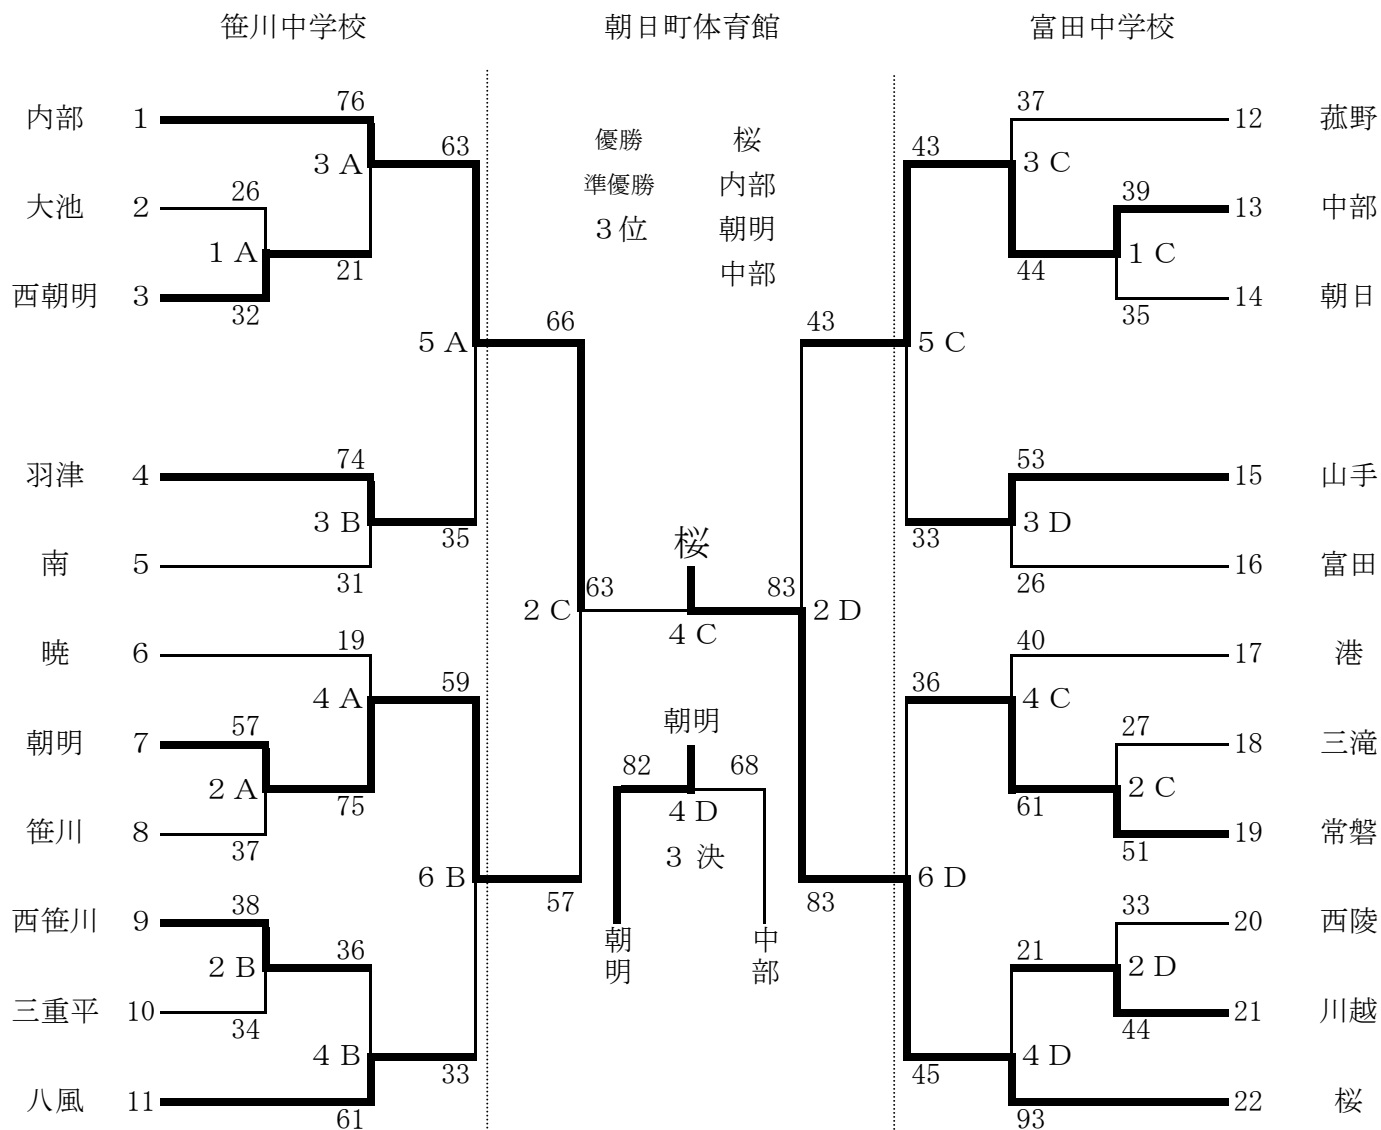 笹川中学校 朝日町体育館 富田中学校
76 37
内部 1 12 菰野
優勝 桜
63 43
3 A 3 C
26 準優勝 内部 39
大池 2 13 中部
3位 朝明
1 A 1 C
21 中部 44
西朝明 3 14 朝日
32 35
66 43
5 A 5 C
74 53
羽津 4 15 山手
3 B 3 D
35 桜 33
南 5 16 富田
31 63 83 26
2 C 2 D
4 C
19 40
暁 6 17 港
59 36
4 A 4 C
57 朝明 27
朝明 7 18 三滝
82 68
2 A 2 C
75 4 D 61
笹川 8 19 常磐
37 3 決 51
6 B 6 D
57 83
38 33
西笹川 9 20 西陵
朝明 中部
36 21
2 B 2 D
三重平 10 21 川越
34 44
4 B 4 D
33 45
八風 11 22 桜
61 93